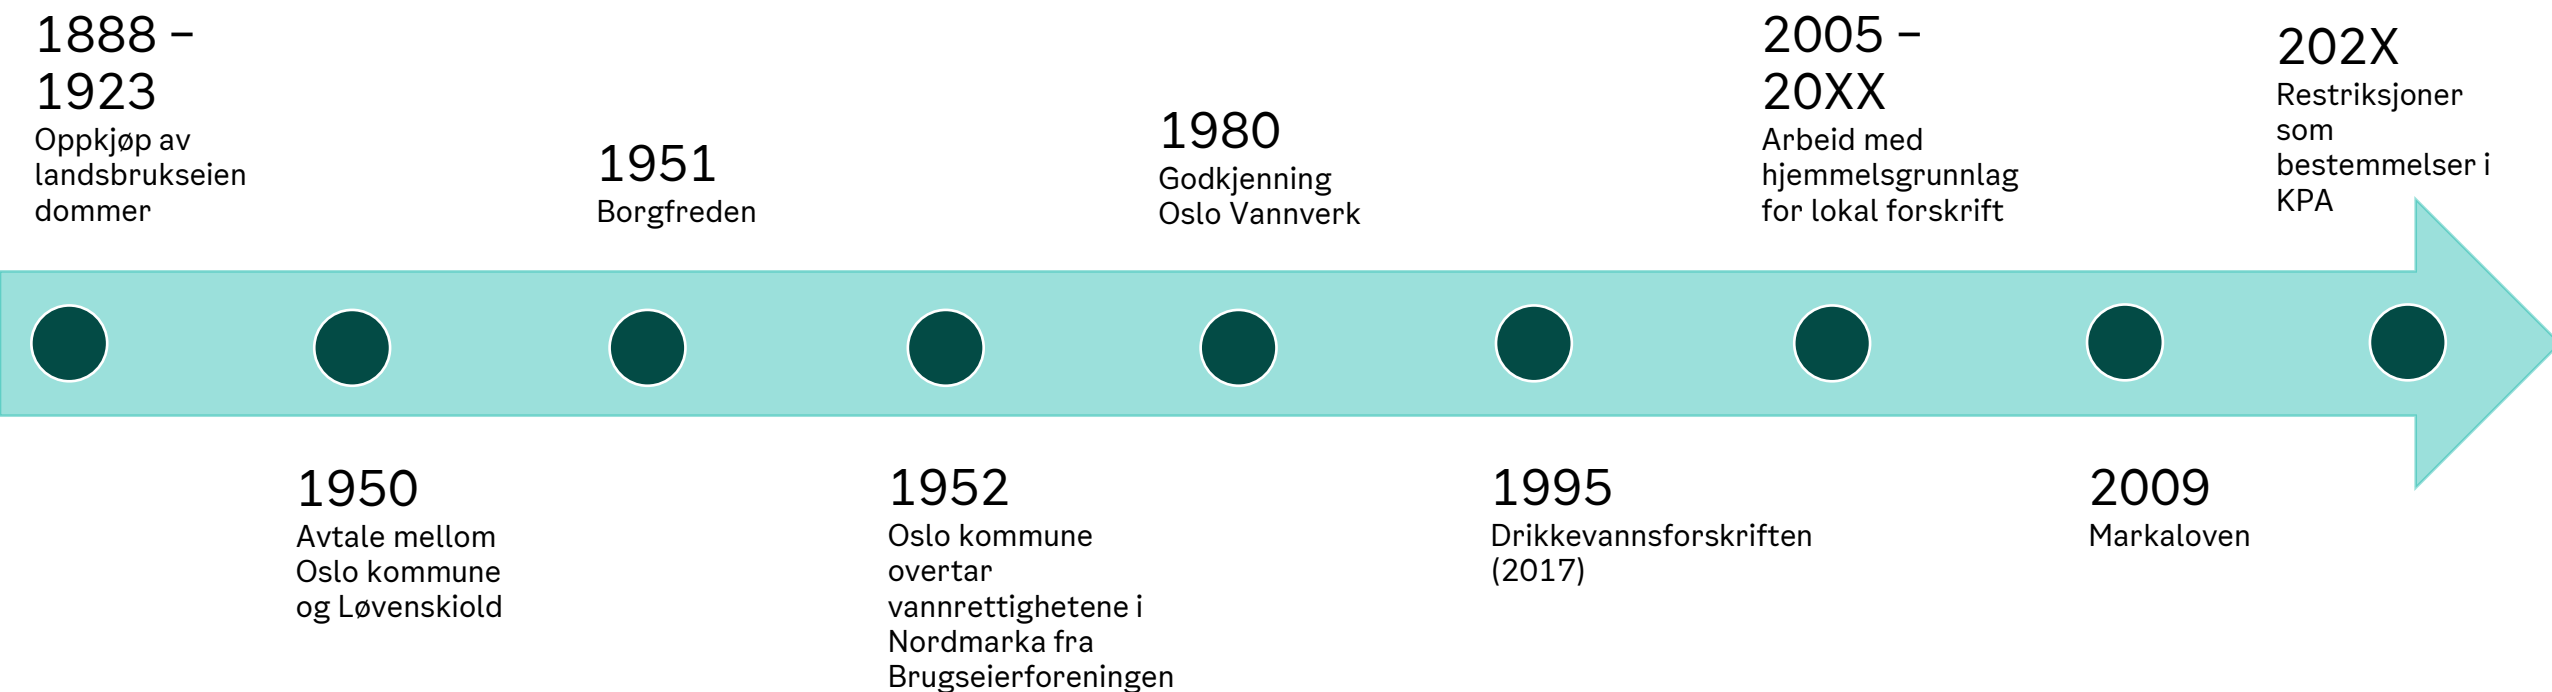 1888 –
1923
Oppkjøp av
landsbrukseien
dommer
1950
Avtale mellom
Oslo kommune
og Løvenskiold
1951
Borgfreden
1952
Oslo kommune
overtar
vannrettighetene i
Nordmarka fra
Brugseierforeningen
1980
Godkjenning
Oslo Vannverk
1995
Drikkevannsforskriften
(2017)
2005 –
20XX
Arbeid med
hjemmelsgrunnlag
for lokal forskrift
2009
Markaloven
202X
Restriksjoner
som
bestemmelser i
KPA